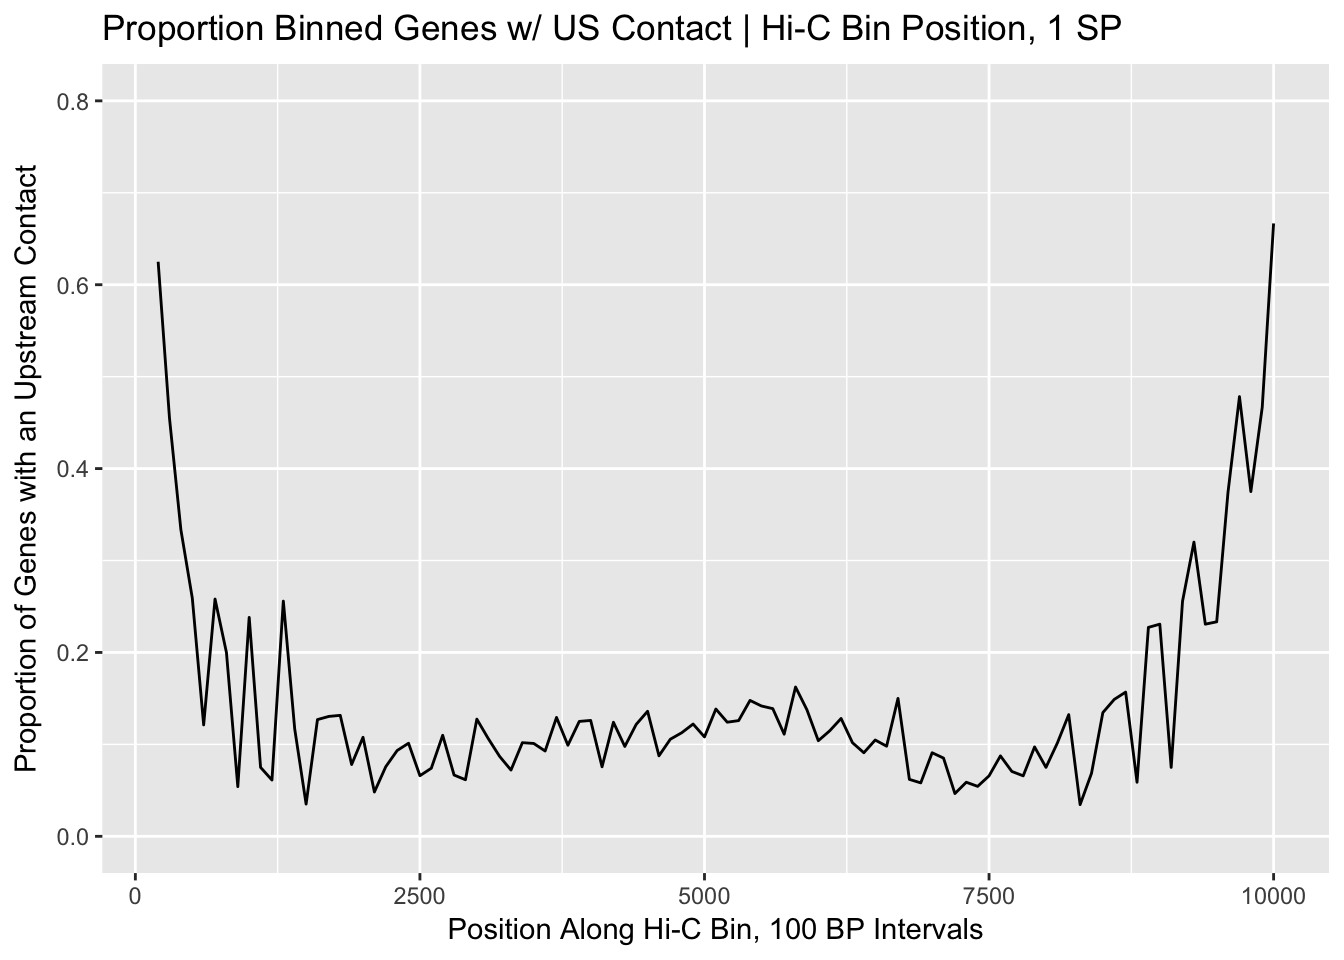 Proportion Binned Genes w/ US Contact | Hi-C Bin Position, 1 SP
Proportion of Genes with an Upstream Contact
0.8
0.6
0.4
0.2
0.0
0 2500 5000 7500 10000
Position Along Hi-C Bin, 100 BP Intervals